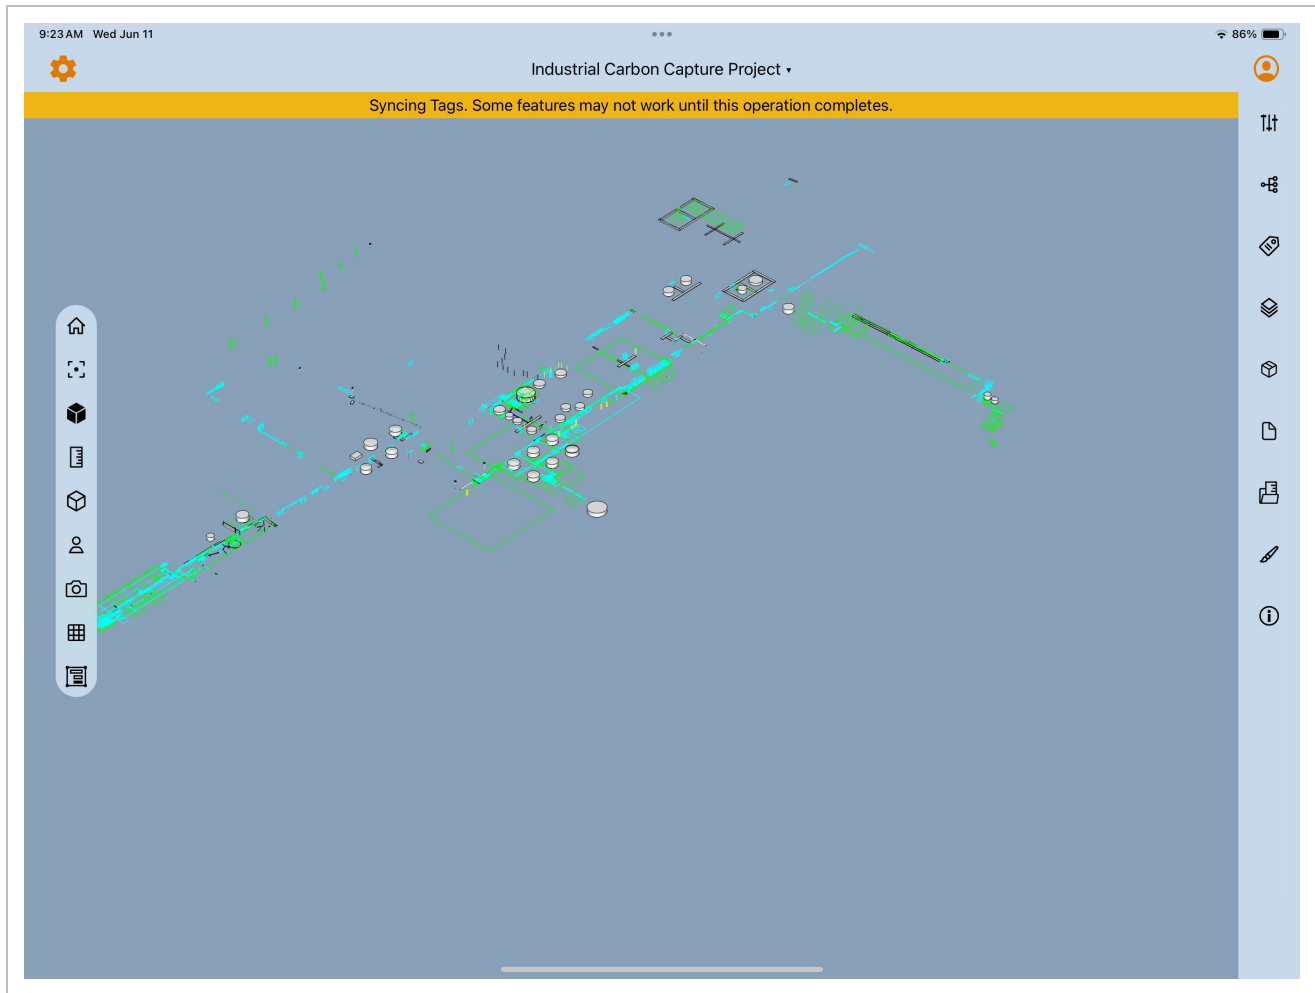 9:23 AM Wed Jun 11
86%
Industrial Carbon Capture Project
Syncing Tags. Some features may not work until this operation completes.